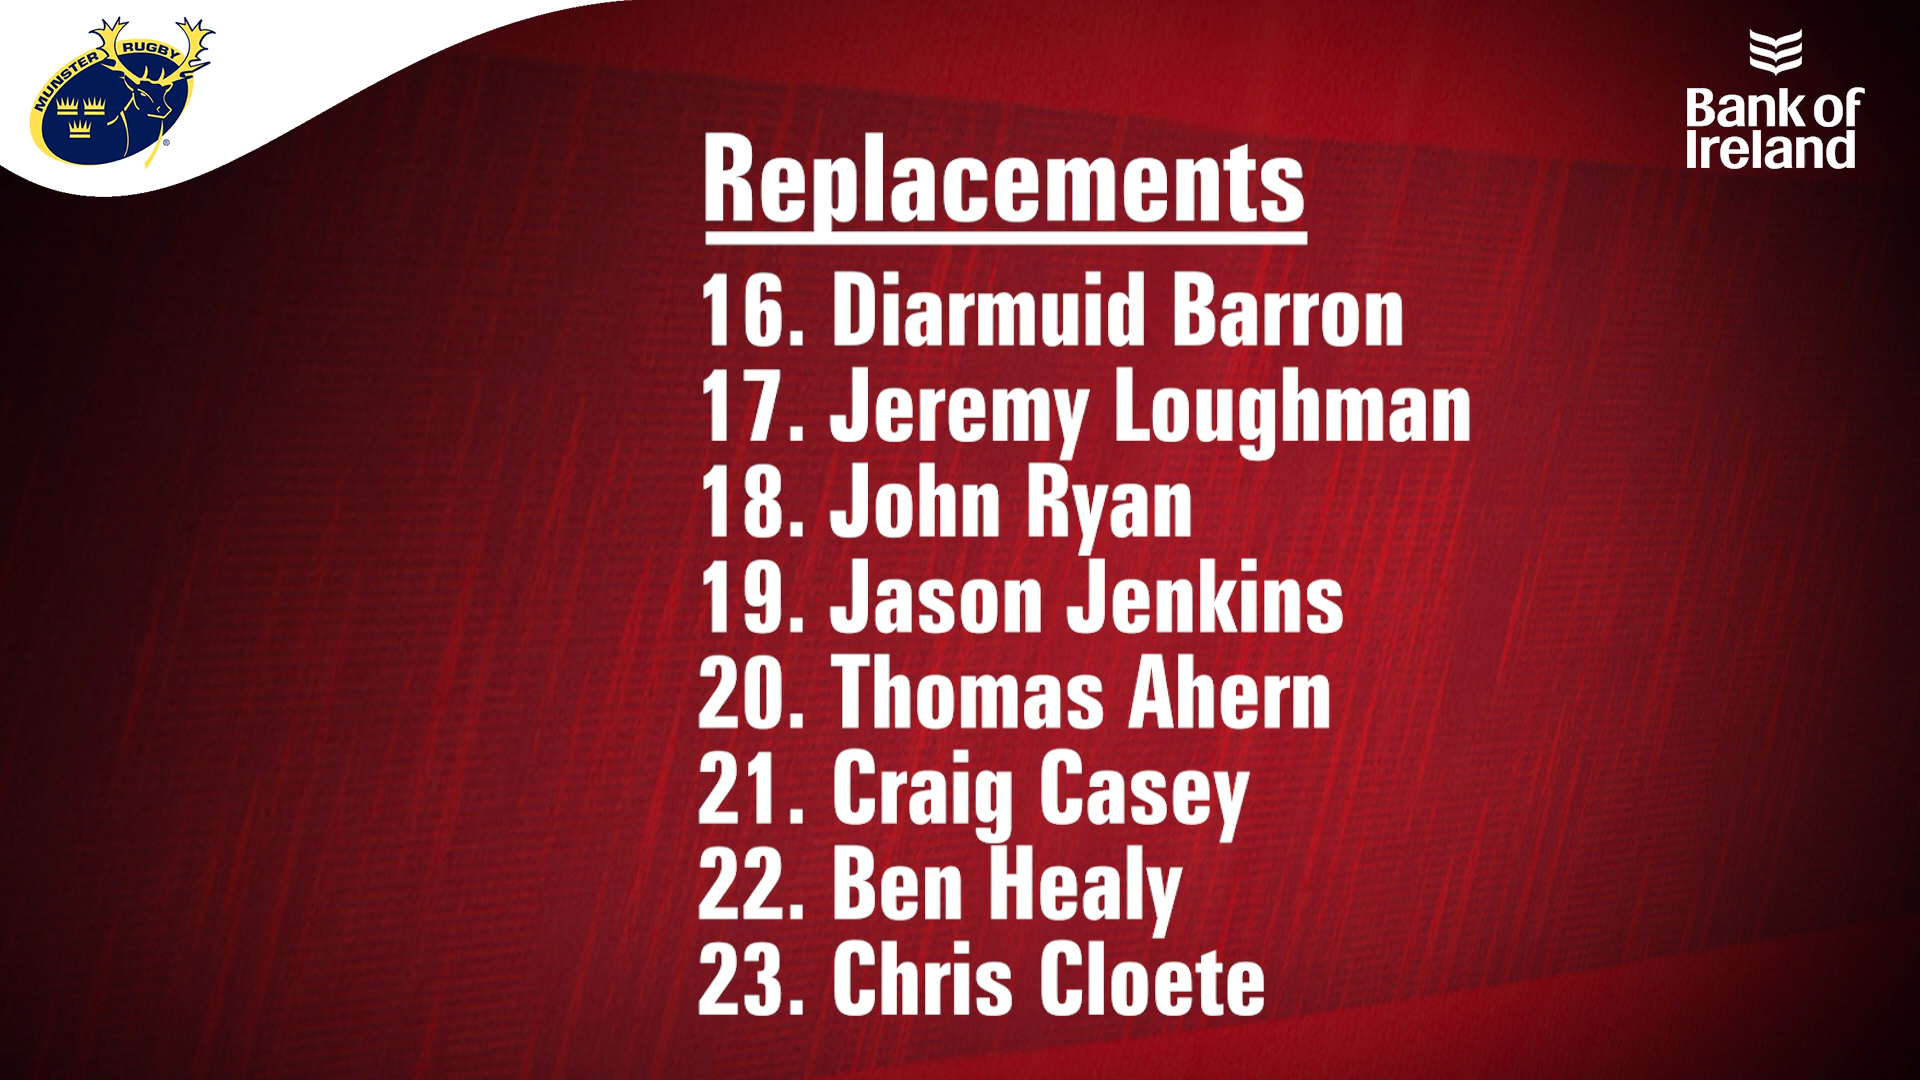 MUNSTER RUGBY
®
Bank of
Ireland
Replacements
16. Diarmuid Barron
17. Jeremy Loughman
18. John Ryan
19. Jason Jenkins
20. Thomas Ahern
21. Craig Casey
22. Ben Healy
23. Chris Cloete